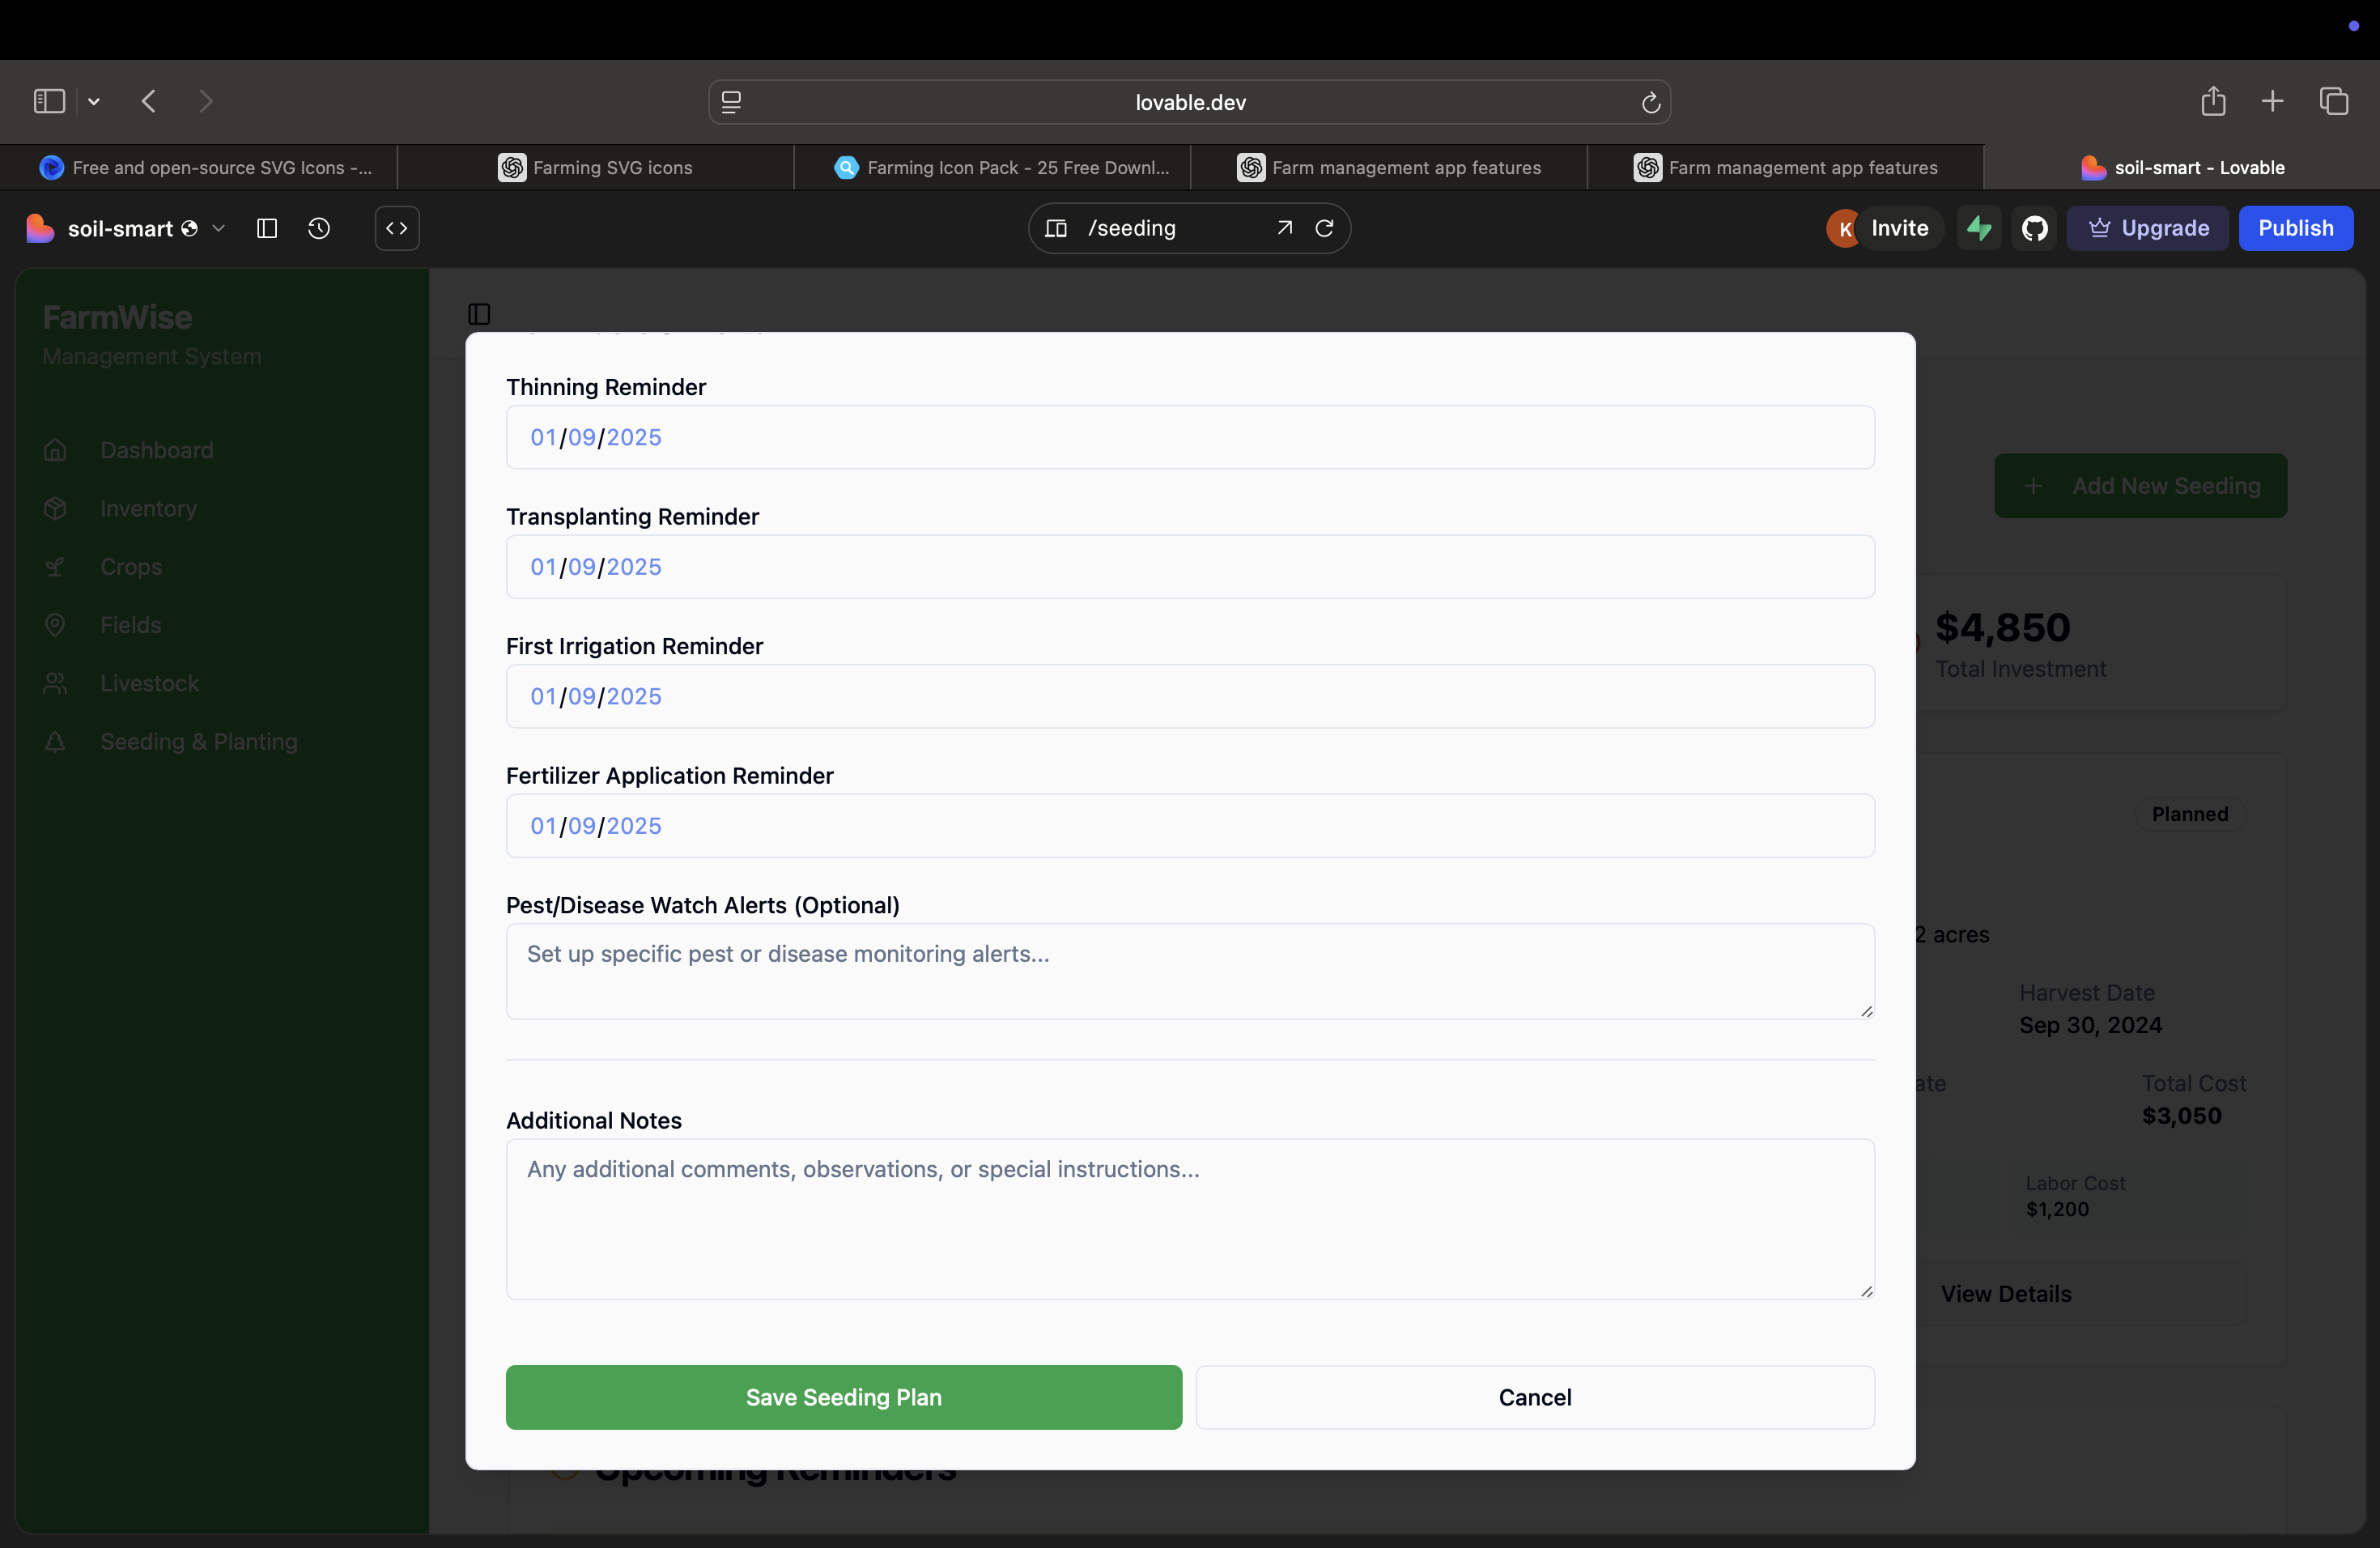 lovable.dev
Free and open-source SVG Icons -...
Farming SVG icons
Farming Icon Pack - 25 Free Downl...
Farm management app features
Farm management app features
soil-smart - Lovable
soil-smart
/seeding
K
Invite
Upgrade
Publish
FarmWise
Management System
Dashboard
Inventory
Crops
Fields
Livestock
Seeding & Planting
Add New Seeding
$4,850
Total Investment
Planned
2 acres
Harvest Date
Sep 30, 2024
Total Cost
$3,050
Labor Cost
$1,200
View Details
Thinning Reminder
01/09/2025
Transplanting Reminder
01/09/2025
First Irrigation Reminder
01/09/2025
Fertilizer Application Reminder
01/09/2025
Pest/Disease Watch Alerts (Optional)
Set up specific pest or disease monitoring alerts...
Additional Notes
Any additional comments, observations, or special instructions...
Save Seeding Plan
Cancel
Upcoming Reminders